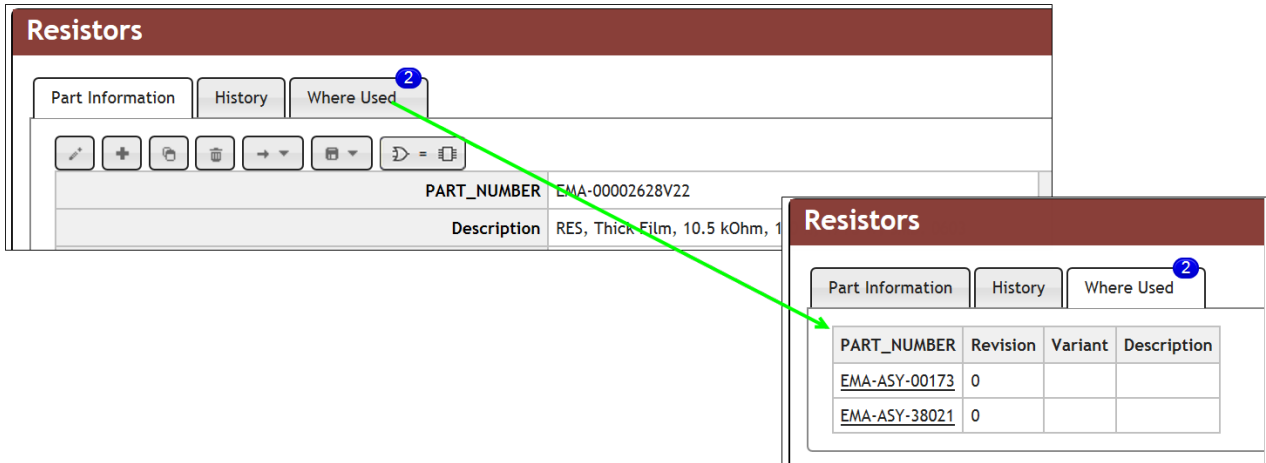 Resistors
Part Information History Where Used 2
PART_NUMBER EMA-00002628V22
Description RES, Thick Film, 10.5 kOhm, 1
Resistors
Part Information History Where Used 2
PART_NUMBER Revision Variant Description
EMA-ASY-00173 0
EMA-ASY-38021 0